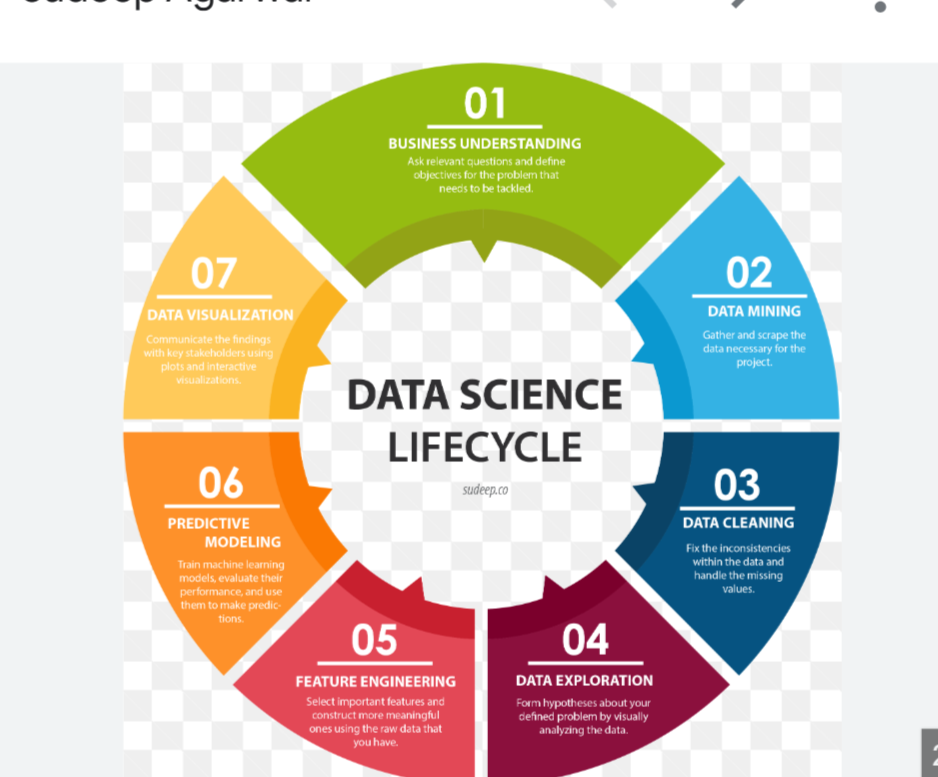 Sudeep Agarwal
01
BUSINESS UNDERSTANDING
Ask relevant questions and define
objectives for the problem that
needs to be tackled.
02
DATA MINING
Gather and scrape the
data necessary for the
project.
03
DATA CLEANING
Fix the inconsistencies
within the data and
handle the missing
values.
04
DATA EXPLORATION
Form hypotheses about your
defined problem by visually
analyzing the data.
05
FEATURE ENGINEERING
Select important features and
construct more meaningful
ones using the raw data that
you have.
06
PREDICTIVE
MODELING
Train machine learning
models, evaluate their
performance, and use
them to make predic-
tions.
07
DATA VISUALIZATION
Communicate the findings
with key stakeholders using
plots and interactive
visualizations.
DATA SCIENCE
LIFECYCLE
sudeep.co